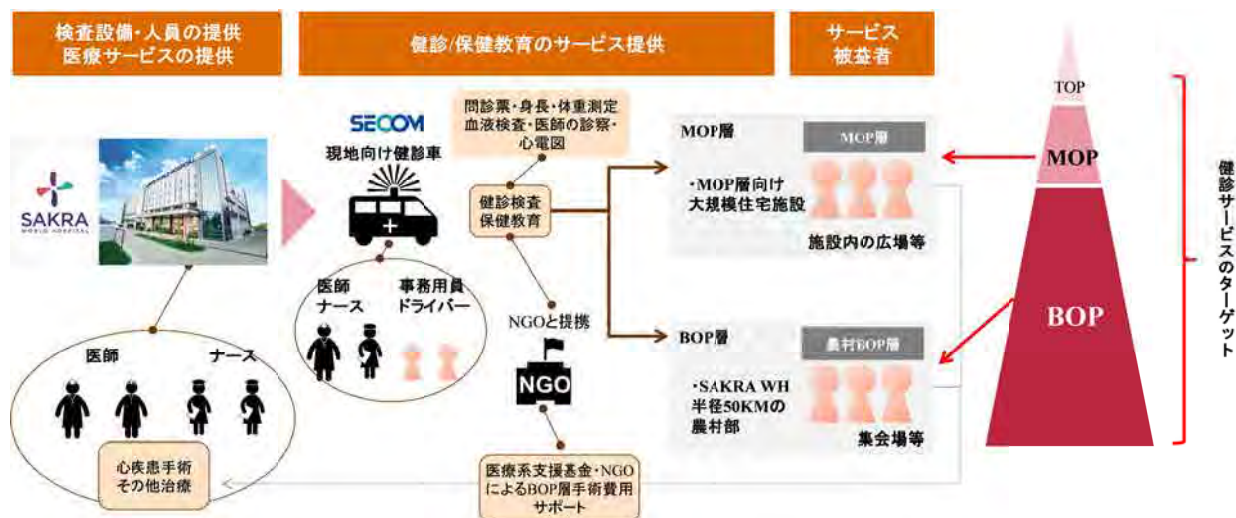 検査設備・人員の提供
医療サービスの提供
健診/保健教育のサービス提供
サービス
被益者
SAKRA
WORLD HOSPITAL
医師
ナース
心疾患手術
その他治療
SECOM
現地向け健診車
医師
ナース
事務用員
ドライバー
問診票・身長・体重測定
血液検査・医師の診察・
心電図
健診検査
保健教育
NGOと提携
NGO
医療系支援基金・NGO
によるBOP層手術費用
サポート
MOP層
MOP層
・MOP層向け
大規模住宅施設
施設内の広場等
BOP層
農村BOP層
・SAKRA WH
半径50KMの
農村部
集会場等
TOP
MOP
BOP
健診サービスのターゲット